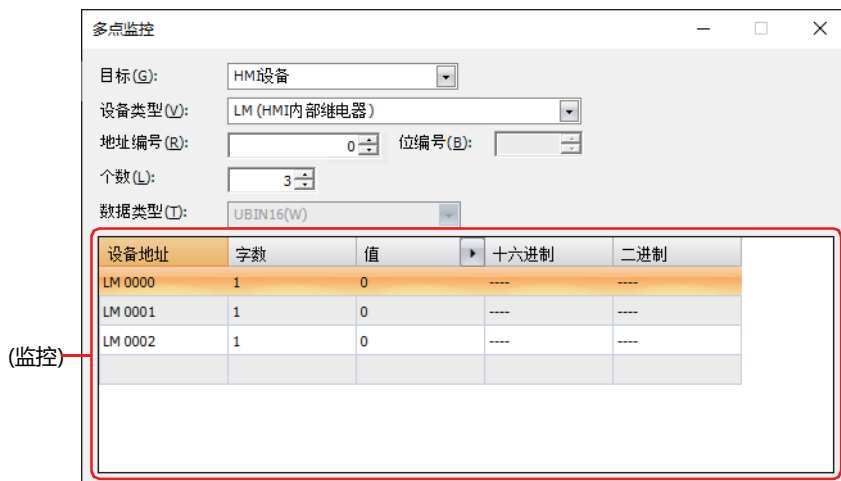 多点监控
目标(G): HMI设备
设备类型(V): LM (HMI内部继电器)
地址编号(R): 0 位编号(B):
个数(L): 3
数据类型(T): UBIN16(W)
设备地址 字数 值 十六进制 二进制
LM 0000 1 0 ---- ----
LM 0001 1 0 ---- ----
LM 0002 1 0 ---- ----
(监控)